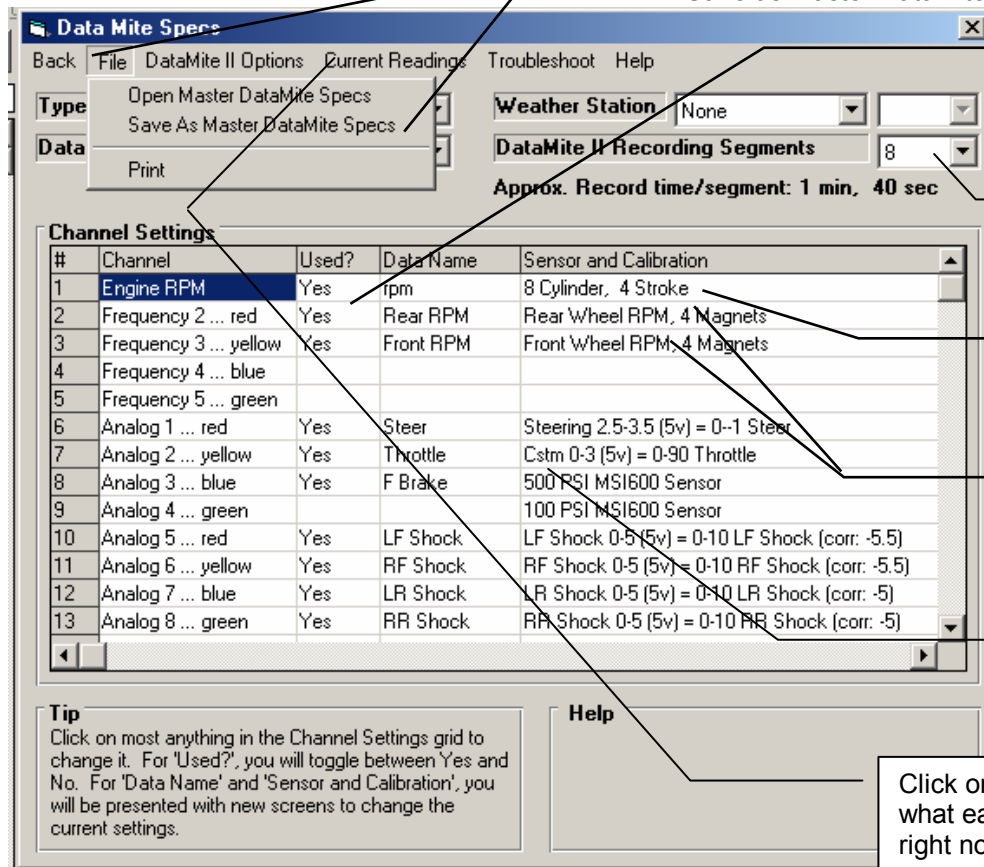 Data Mite Specs
Back File DataMite II Options Current Readings Troubleshoot Help
Open Master DataMite Specs
Save As Master DataMite Specs
Print
Type
Data
Weather Station None
DataMite II Recording Segments 8
Approx. Record time/segment: 1 min, 40 sec
Channel Settings
# Channel Used? Data Name Sensor and Calibration
1 Engine RPM Yes rpm 8 Cylinder, 4 Stroke
2 Frequency 2 ... red Yes Rear RPM Rear Wheel RPM, 4 Magnets
3 Frequency 3 ... yellow Yes Front RPM Front Wheel RPM, 4 Magnets
4 Frequency 4 ... blue
5 Frequency 5 ... green
6 Analog 1 ... red Yes Steer Steering 2.5-3.5 (5v) = 0--1 Steer
7 Analog 2 ... yellow Yes Throttle Cstm 0-3 (5v) = 0-90 Throttle
8 Analog 3 ... blue Yes F Brake 500 PSI MSI600 Sensor
9 Analog 4 ... green 100 PSI MSI600 Sensor
10 Analog 5 ... red Yes LF Shock LF Shock 0-5 (5v) = 0-10 LF Shock (corr: -5.5)
11 Analog 6 ... yellow Yes RF Shock RF Shock 0-5 (5v) = 0-10 RF Shock (corr: -5.5)
12 Analog 7 ... blue Yes LR Shock LR Shock 0-5 (5v) = 0-10 LR Shock (corr: -5)
13 Analog 8 ... green Yes RR Shock RR Shock 0-5 (5v) = 0-10 RR Shock (corr: -5)
Tip
Click on most anything in the Channel Settings grid to
change it. For 'Used?', you will toggle between Yes and
No. For 'Data Name' and 'Sensor and Calibration', you
will be presented with new screens to change the
current settings.
Help
Click
what
right